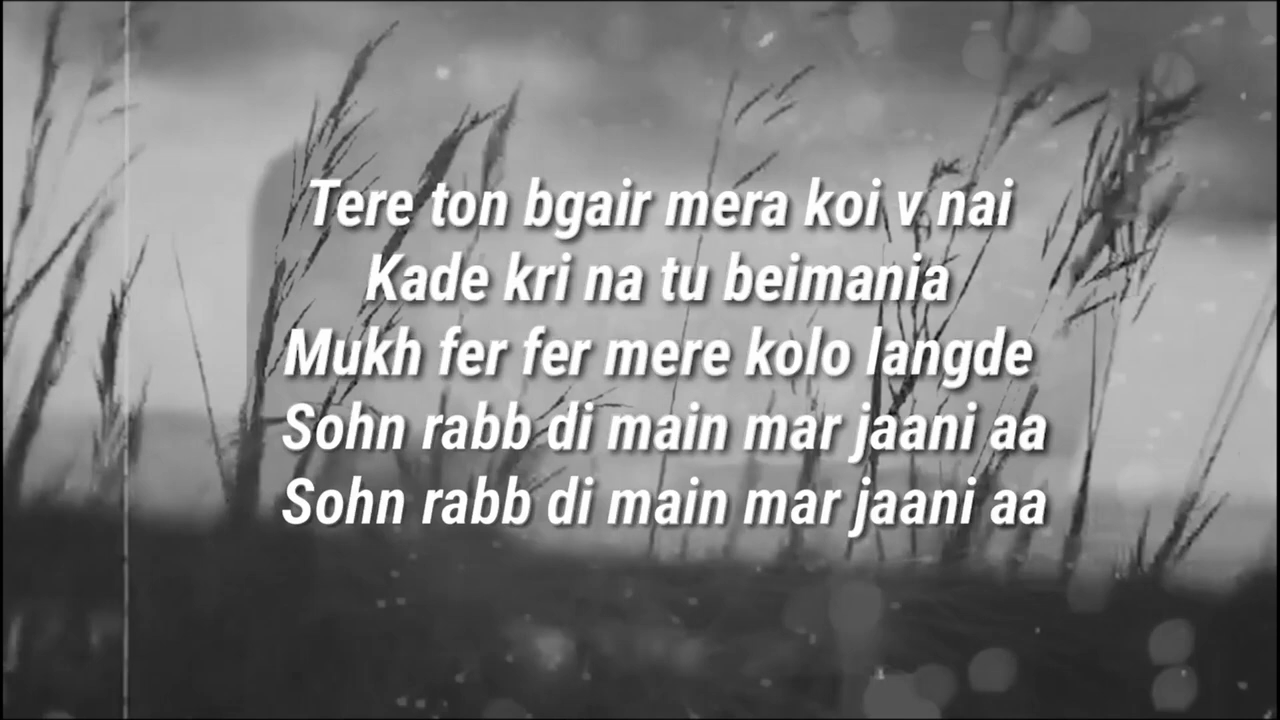 Tere ton bgair mera koi v nai
Kade kri na tu beimania
Mukh fer fer mere kolo langde
Sohn rabb di main mar jaani aa
Sohn rabb di main mar jaani aa